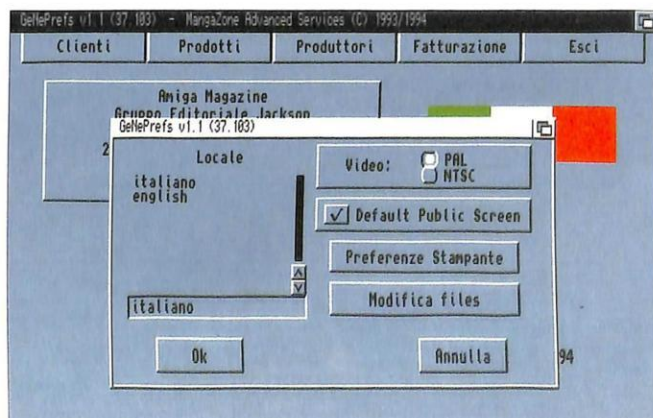 GeNePrefs v1.1 (37.103) - MangaZone Advanced Services (C) 1993/1994
Clienti Prodotti Produttori Fatturazione Esci
Amiga Magazine
Gruppo Editoriale Jackson
GeNePrefs v1.1 (37.103)
2
Locale
italiano
english
italiano
Video: PAL
NTSC
Default Public Screen
Preferenze Stampante
Modifica files
Ok
Annulla
94